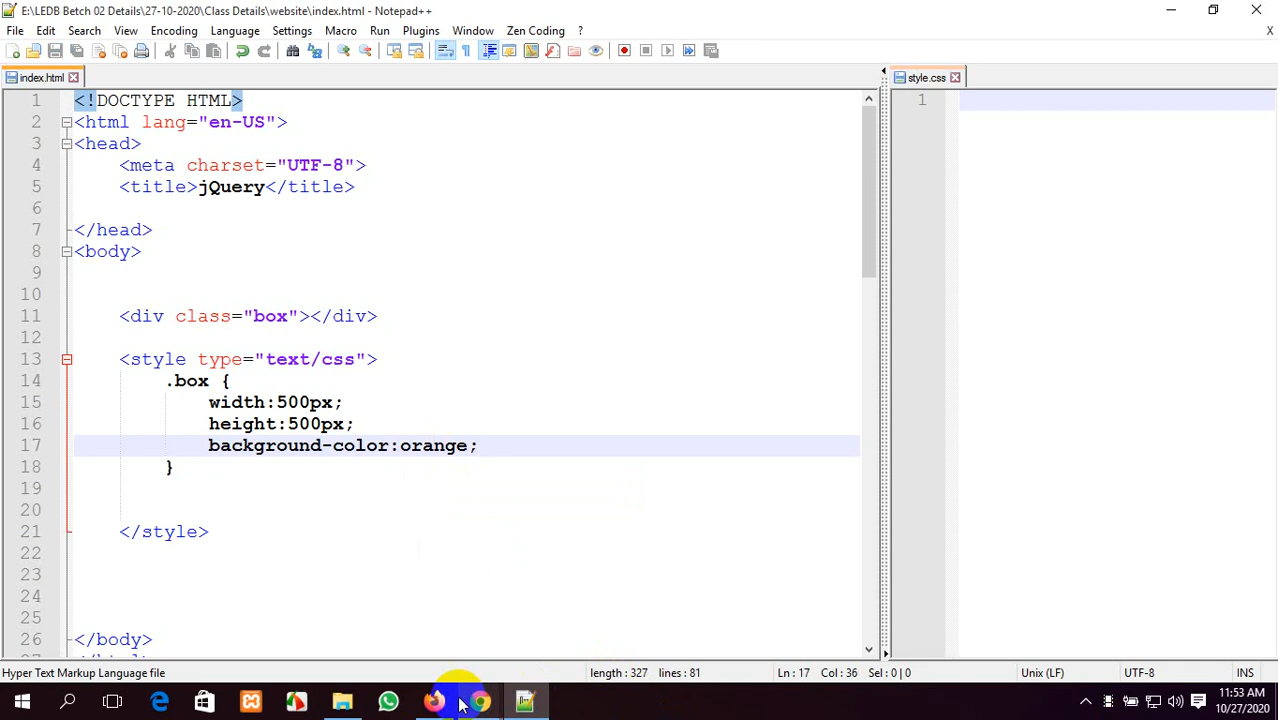 E:\LEDB Betch 02 Details\27-10-2020\Class Details\website\index.html - Notepad++
File Edit Search View Encoding Language Settings Tools Macro Run Plugins Window Zen Coding ? X
index.html style.css
1 <!DOCTYPE HTML> 1
2 <html lang="en-US">
3 <head>
4 <meta charset="UTF-8">
5 <title>jQuery</title>
6
7 </head>
8 <body>
9
10
11 <div class="box"></div>
12
13 <style type="text/css">
14 .box {
15 width:500px;
16 height:500px;
17 background-color:orange;
18 }
19
20
21 </style>
22
23
24
25
26 </body>
Hyper Text Markup Language file length : 327 lines : 81 Ln : 17 Col : 36 Unix (LF) UTF-8 INS
11:53 AM
10/27/2020